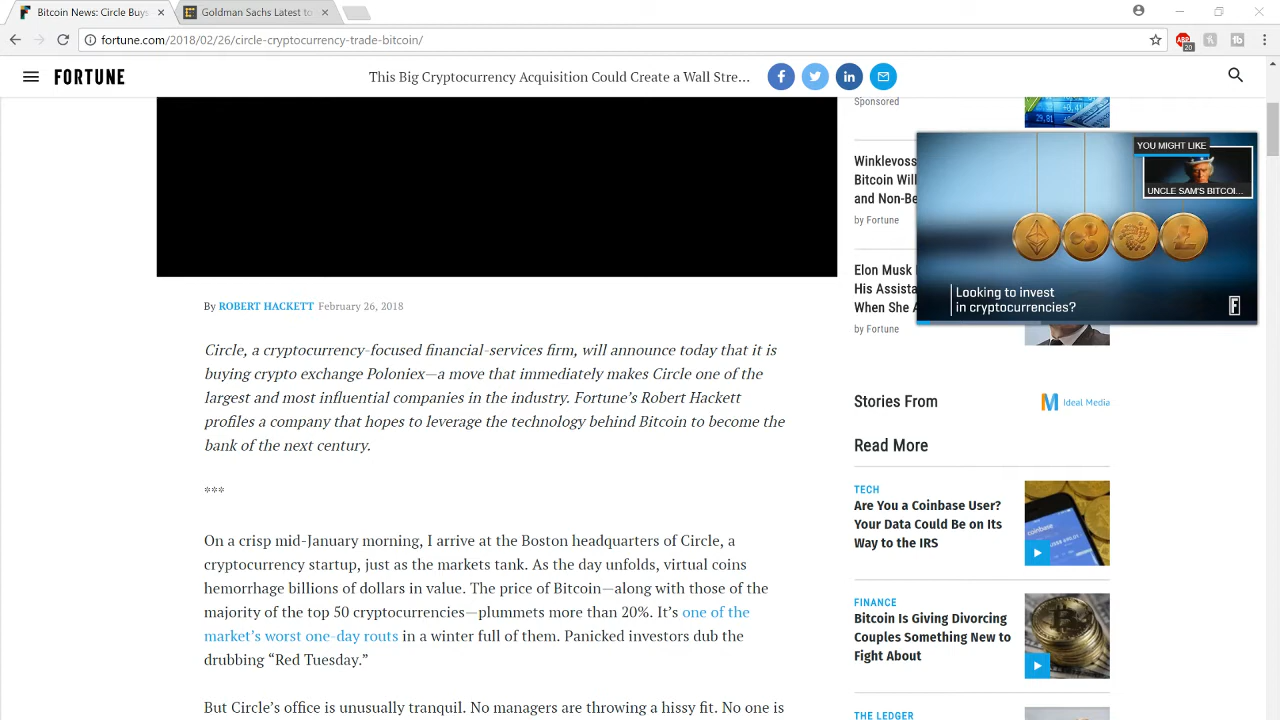 Bitcoin News: Circle Buys
Goldman Sachs Latest to
fortune.com/2018/02/26/circle-cryptocurrency-trade-bitcoin/
ABP
20
tb
FORTUNE
This Big Cryptocurrency Acquisition Could Create a Wall Stre...
Sponsored
Winklevoss
Bitcoin Will
and Non-Be
by Fortune
Elon Musk
His Assista
When She A
by Fortune
YOU MIGHT LIKE
UNCLE SAM'S BITCOI...
Looking to invest
in cryptocurrencies?
F
By ROBERT HACKETT February 26, 2018
Circle, a cryptocurrency-focused financial-services firm, will announce today that it is
buying crypto exchange Poloniex—a move that immediately makes Circle one of the
largest and most influential companies in the industry. Fortune's Robert Hackett
profiles a company that hopes to leverage the technology behind Bitcoin to become the
bank of the next century.
***
On a crisp mid-January morning, I arrive at the Boston headquarters of Circle, a
cryptocurrency startup, just as the markets tank. As the day unfolds, virtual coins
hemorrhage billions of dollars in value. The price of Bitcoin—along with those of the
majority of the top 50 cryptocurrencies—plummets more than 20%. It's one of the
market's worst one-day routs in a winter full of them. Panicked investors dub the
drubbing “Red Tuesday.”
But Circle's office is unusually tranquil. No managers are throwing a hissy fit. No one is
Stories From
Ideal Media
Read More
TECH
Are You a Coinbase User?
Your Data Could Be on Its
Way to the IRS
coinbase
FINANCE
Bitcoin Is Giving Divorcing
Couples Something New to
Fight About
THE LEDGER